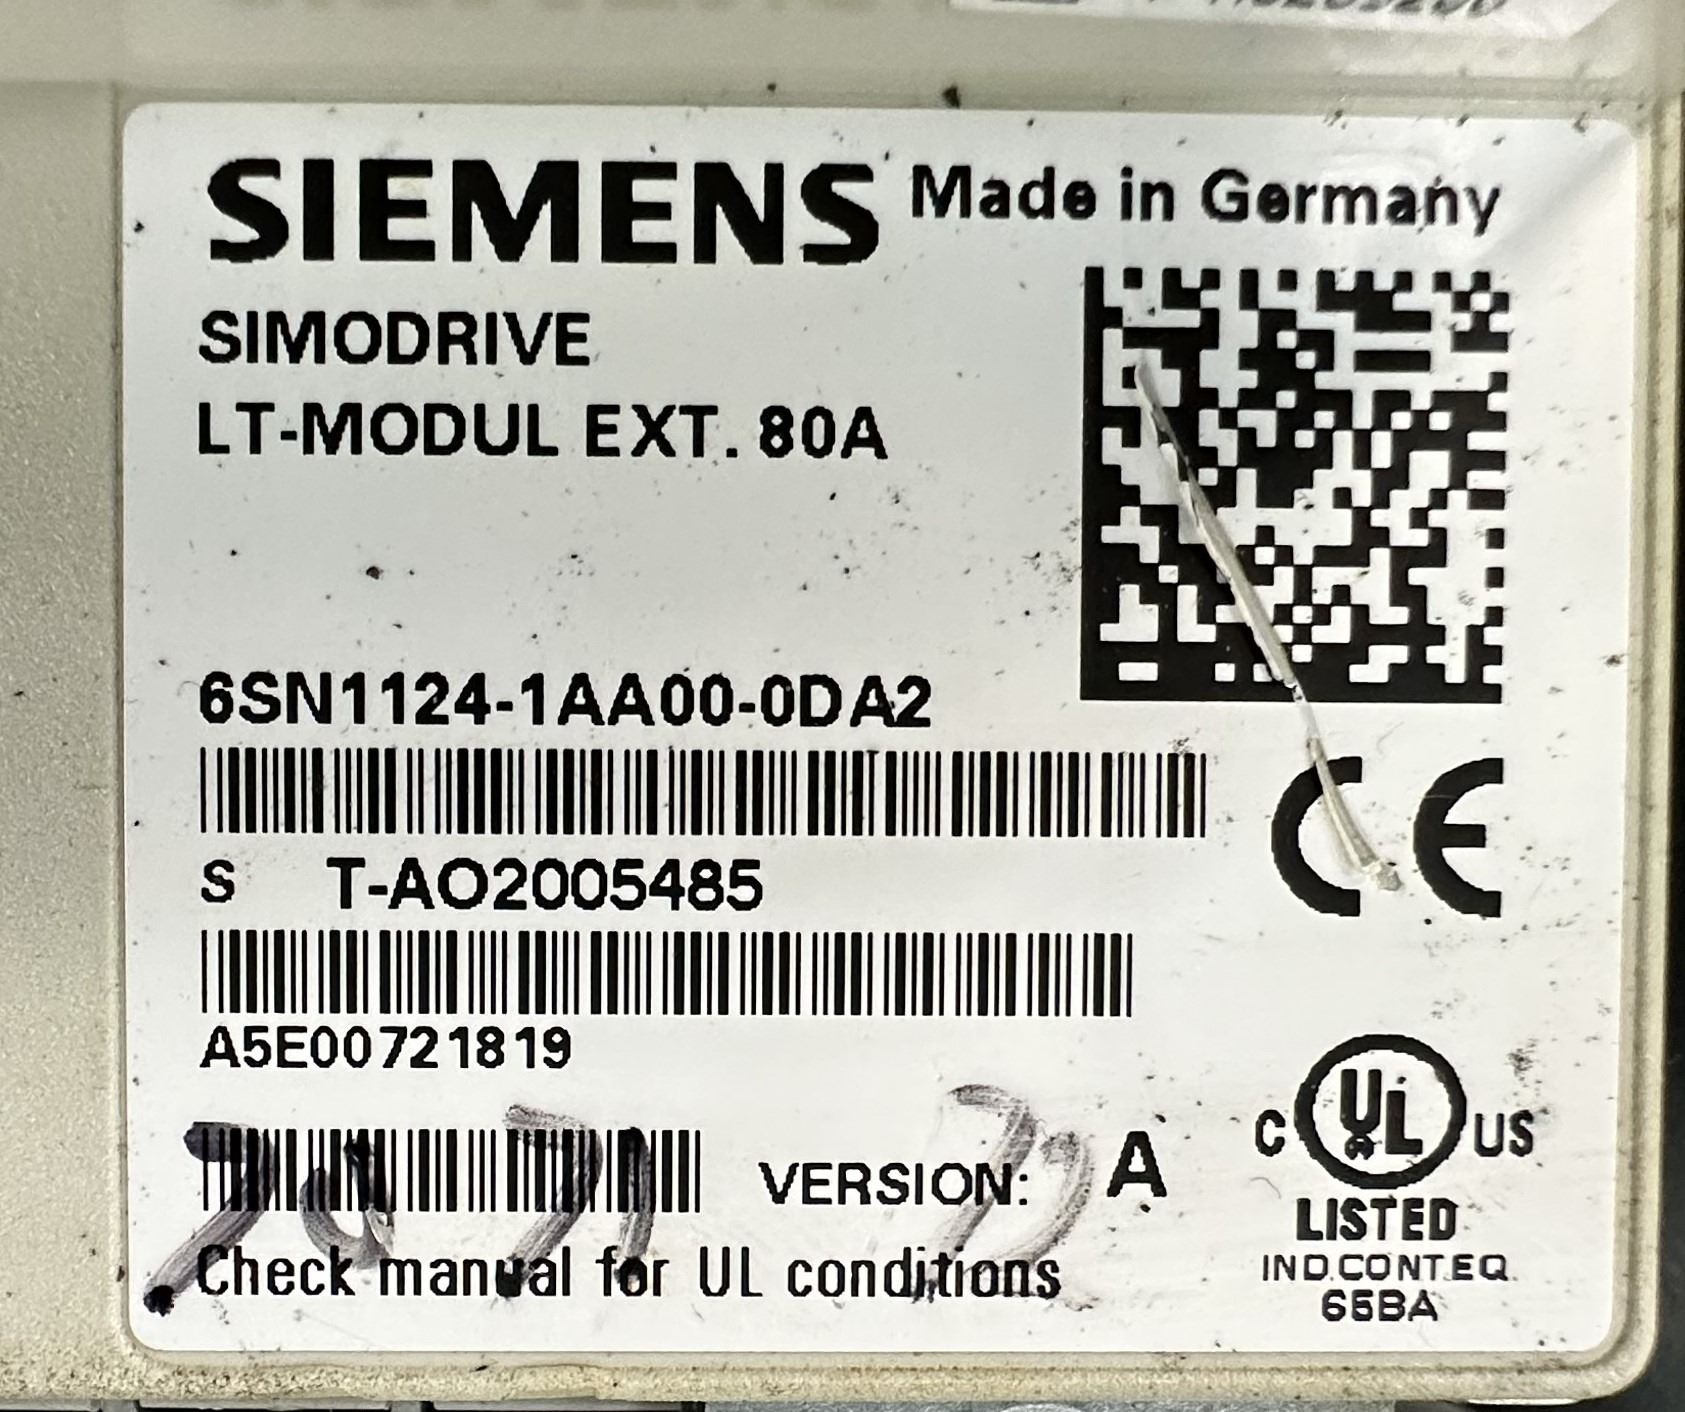 SIEMENS Made in Germany
SIMODRIVE
LT-MODUL EXT. 80A
6SN1124-1AA00-0DA2
S T-AO2005485
A5E00721819
VERSION: A
Check manual for UL conditions
CE
C UL US
LISTED
IND.CONT.EQ.
65BA